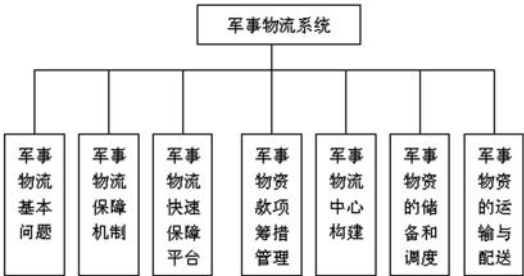 军事物流系统
军事
物流
基本
问题
军事
物流
保障
机制
军事
物流
快速
保障
平台
军事
物资
款项
筹措
管理
军事
物流
中心
构建
军事
物资
的储
备和
调度
军事
物资
的运
输与
配送